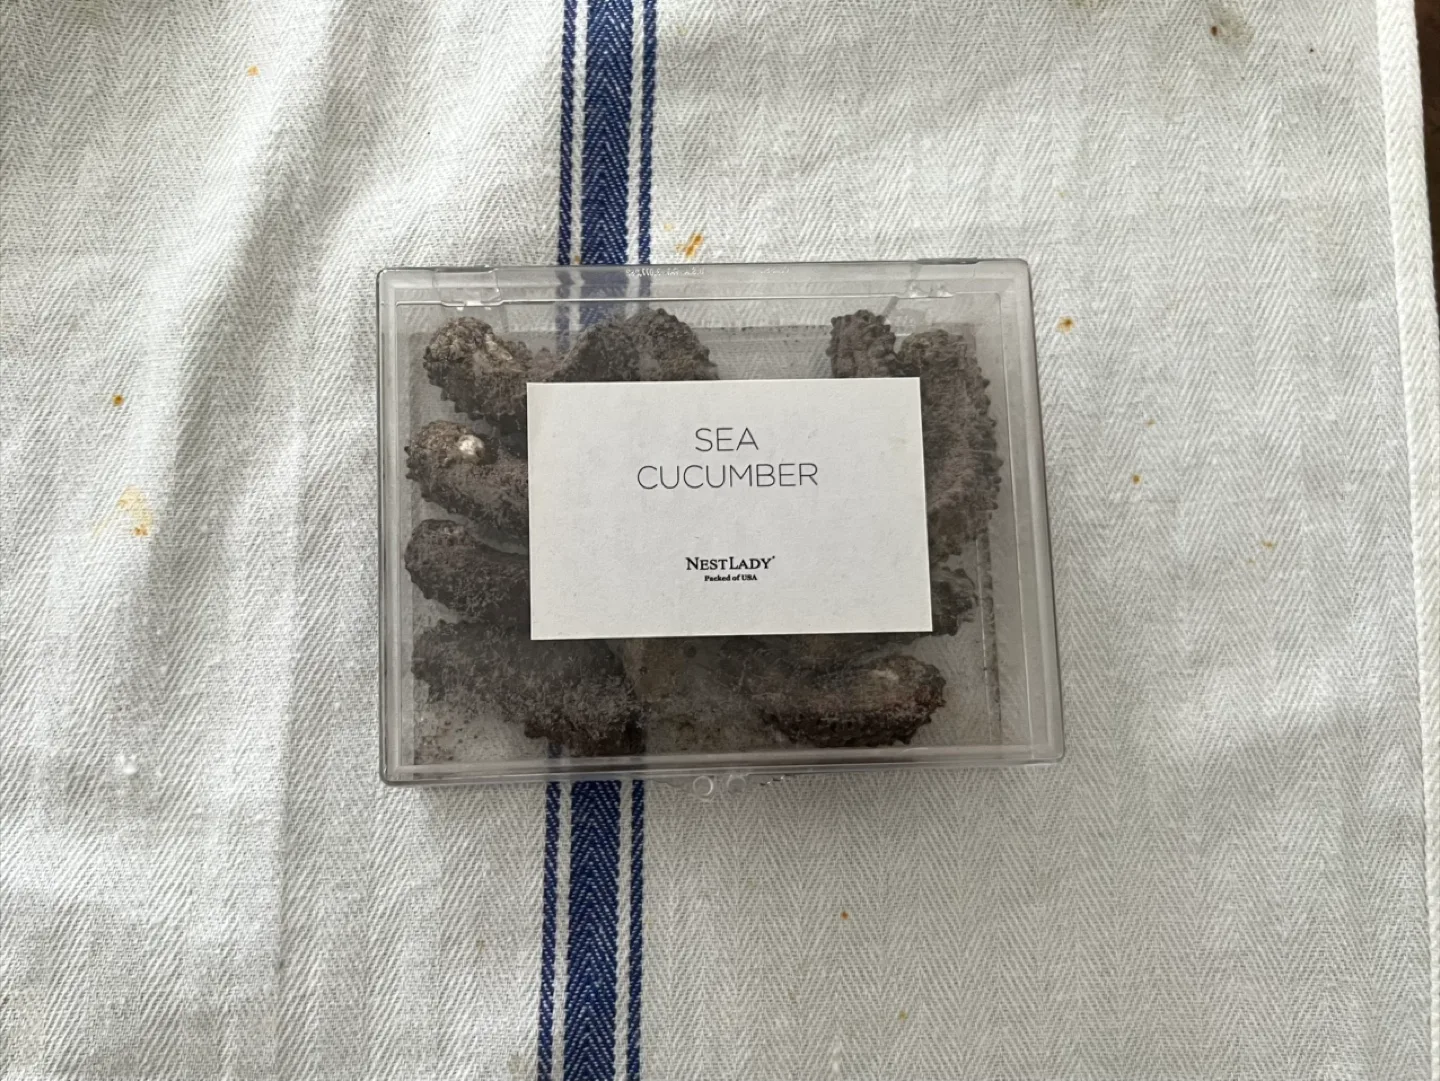 SEA
CUCUMBER
NESTLADY®
Packed of USA